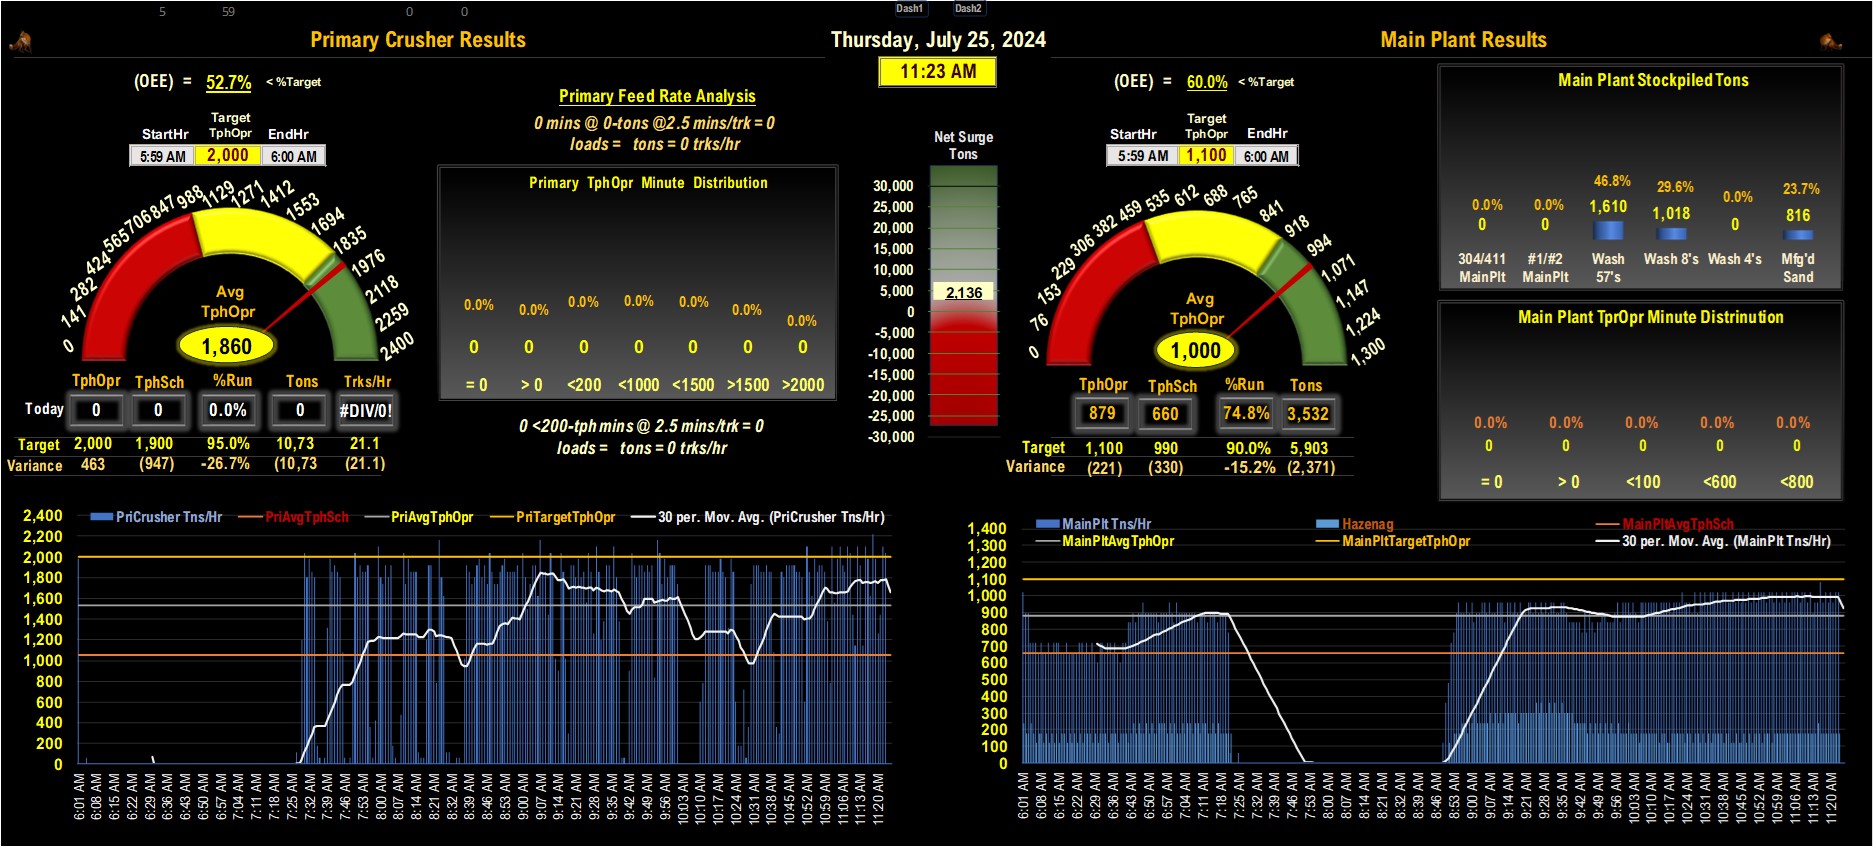 5 59 0 0 Dash1 Dash2
Primary Crusher Results
Thursday, July 25, 2024
Main Plant Results
11:23 AM
(OEE) = 52.7% < %Target
StartHr Target TphOpr EndHr
5:59 AM 2,000 6:00 AM
0 141 282 424 565 706 847 988 1129 1271 1412 1553 1694 1835 1976 2118 2259 2400
Avg
TphOpr
1,860
TphOpr TphSch %Run Tons Trks/Hr
Today 0 0 0.0% 0 #DIV/0!
Target 2,000 1,900 95.0% 10,73 21.1
Variance 463 (947) -26.7% (10,73 (21.1)
Primary Feed Rate Analysis
0 mins @ 0-tons @2.5 mins/trk = 0
loads = tons = 0 trks/hr
Primary TphOpr Minute Distribution
0.0% 0.0% 0.0% 0.0% 0.0% 0.0% 0.0%
0 0 0 0 0 0 0
= 0 > 0 <200 <1000 <1500 >1500 >2000
0 <200-tph mins @ 2.5 mins/trk = 0
loads = tons = 0 trks/hr
Net Surge
Tons
30,000
25,000
20,000
15,000
10,000
5,000
2,136
0
-5,000
-10,000
-15,000
-20,000
-25,000
-30,000
(OEE) = 60.0% < %Target
StartHr Target TphOpr EndHr
5:59 AM 1,100 6:00 AM
0 76 153 229 306 382 459 535 612 688 765 841 918 994 1,071 1,147 1,224 1,300
Avg
TphOpr
1,000
TphOpr TphSch %Run Tons
879 660 74.8% 3,532
Target 1,100 990 90.0% 5,903
Variance (221) (330) -15.2% (2,371)
Main Plant Stockpiled Tons
0.0% 0.0% 46.8% 29.6% 0.0% 23.7%
0 0 1,610 1,018 0 816
304/411 #1/#2 Wash Wash 8's Wash 4's Mfg'd
MainPlt MainPlt 57's Sand
Main Plant TprOpr Minute Distrinution
0.0% 0.0% 0.0% 0.0% 0.0%
0 0 0 0 0
= 0 > 0 <100 <600 <800
PriCrusher Tns/Hr PriAvgTphSch PriAvgTphOpr PriTargetTphOpr 30 per. Mov. Avg. (PriCrusher Tns/Hr)
2,400
2,200
2,000
1,800
1,600
1,400
1,200
1,000
800
600
400
200
0
6:01 AM 6:08 AM 6:15 AM 6:22 AM 6:29 AM 6:36 AM 6:43 AM 6:50 AM 6:57 AM 7:04 AM 7:11 AM 7:18 AM 7:25 AM 7:32 AM 7:39 AM 7:46 AM 7:53 AM 8:00 AM 8:07 AM 8:14 AM 8:21 AM 8:32 AM 8:39 AM 8:46 AM 8:53 AM 9:00 AM 9:07 AM 9:14 AM 9:21 AM 9:28 AM 9:35 AM 9:42 AM 9:49 AM 9:56 AM 10:03 AM 10:10 AM 10:17 AM 10:24 AM 10:31 AM 10:38 AM 10:45 AM 10:52 AM 10:59 AM 11:06 AM 11:13 AM 11:20 AM
MainPlt Tns/Hr Hazenag MainPltAvgTphSch
MainPltAvgTphOpr MainPltTargetTphOpr 30 per. Mov. Avg. (MainPlt Tns/Hr)
1,400
1,300
1,200
1,100
1,000
900
800
700
600
500
400
300
200
100
0
6:01 AM 6:08 AM 6:15 AM 6:22 AM 6:29 AM 6:36 AM 6:43 AM 6:50 AM 6:57 AM 7:04 AM 7:11 AM 7:18 AM 7:25 AM 7:32 AM 7:39 AM 7:46 AM 7:53 AM 8:00 AM 8:07 AM 8:14 AM 8:21 AM 8:32 AM 8:39 AM 8:46 AM 8:53 AM 9:00 AM 9:07 AM 9:14 AM 9:21 AM 9:28 AM 9:35 AM 9:42 AM 9:49 AM 9:56 AM 10:03 AM 10:10 AM 10:17 AM 10:24 AM 10:31 AM 10:38 AM 10:45 AM 10:52 AM 10:59 AM 11:06 AM 11:13 AM 11:20 AM